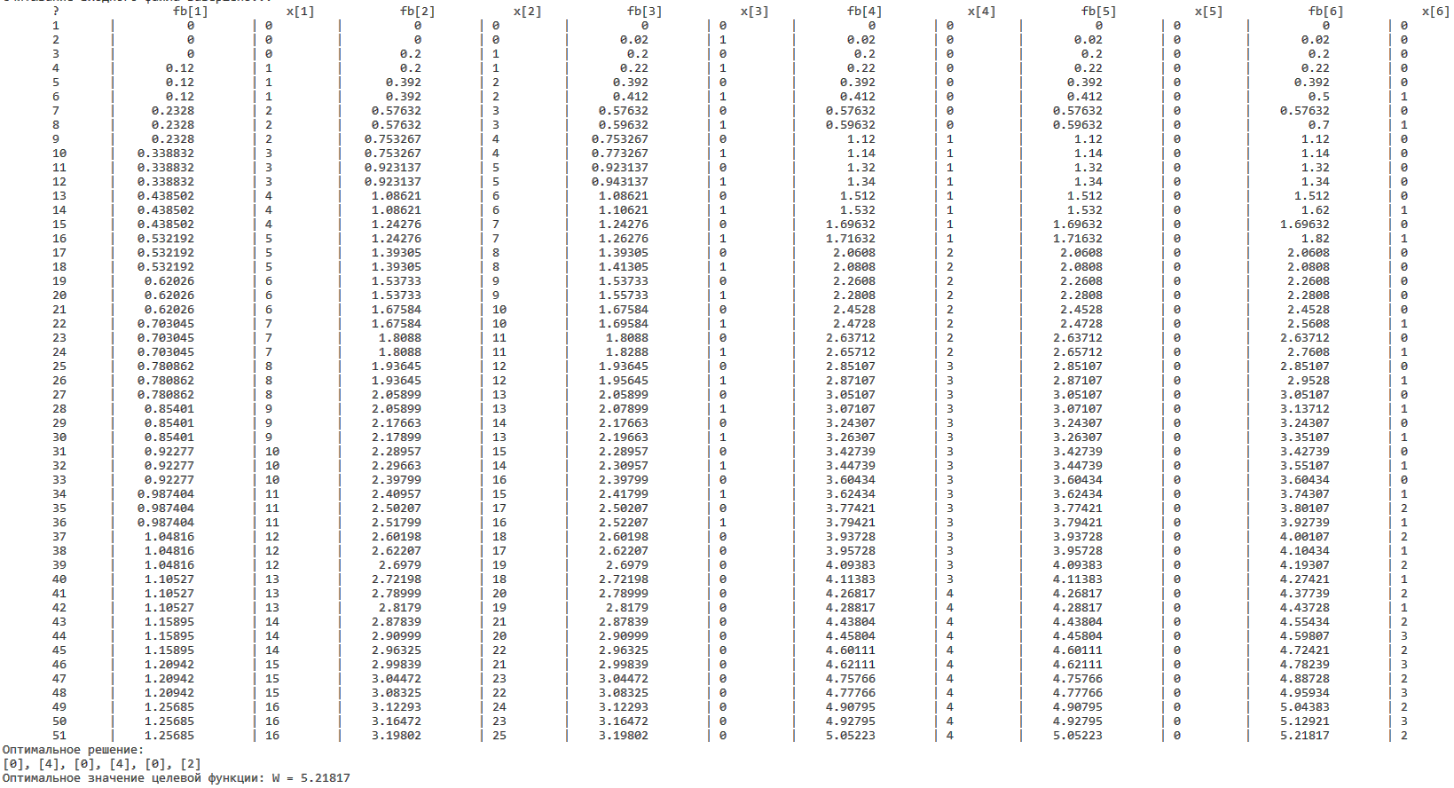 ? fb[1] x[1] fb[2] x[2] fb[3] x[3] fb[4] x[4] fb[5] x[5] fb[6] x[6]
1 | 0 | 0 | 0 | 0 | 0 | 0 | 0 | 0 | 0 | 0 | 0 | 0
2 | 0 | 0 | 0 | 0 | 0.02 | 1 | 0.02 | 0 | 0.02 | 0 | 0.02 | 0
3 | 0 | 0 | 0.2 | 1 | 0.2 | 0 | 0.2 | 0 | 0.2 | 0 | 0.2 | 0
4 | 0.12 | 1 | 0.2 | 1 | 0.22 | 1 | 0.22 | 0 | 0.22 | 0 | 0.22 | 0
5 | 0.12 | 1 | 0.392 | 2 | 0.392 | 0 | 0.392 | 0 | 0.392 | 0 | 0.392 | 0
6 | 0.12 | 1 | 0.392 | 2 | 0.412 | 1 | 0.412 | 0 | 0.412 | 0 | 0.5 | 1
7 | 0.2328 | 2 | 0.57632 | 3 | 0.57632 | 0 | 0.57632 | 0 | 0.57632 | 0 | 0.57632 | 0
8 | 0.2328 | 2 | 0.57632 | 3 | 0.59632 | 1 | 0.59632 | 0 | 0.59632 | 0 | 0.7 | 1
9 | 0.2328 | 2 | 0.753267 | 4 | 0.753267 | 0 | 1.12 | 1 | 1.12 | 0 | 1.12 | 0
10 | 0.338832 | 3 | 0.753267 | 4 | 0.773267 | 1 | 1.14 | 1 | 1.14 | 0 | 1.14 | 0
11 | 0.338832 | 3 | 0.923137 | 5 | 0.923137 | 0 | 1.32 | 1 | 1.32 | 0 | 1.32 | 0
12 | 0.338832 | 3 | 0.923137 | 5 | 0.943137 | 1 | 1.34 | 1 | 1.34 | 0 | 1.34 | 0
13 | 0.438502 | 4 | 1.08621 | 6 | 1.08621 | 0 | 1.512 | 1 | 1.512 | 0 | 1.512 | 0
14 | 0.438502 | 4 | 1.08621 | 6 | 1.10621 | 1 | 1.532 | 1 | 1.532 | 0 | 1.62 | 1
15 | 0.438502 | 4 | 1.24276 | 7 | 1.24276 | 0 | 1.69632 | 1 | 1.69632 | 0 | 1.69632 | 0
16 | 0.532192 | 5 | 1.24276 | 7 | 1.26276 | 1 | 1.71632 | 1 | 1.71632 | 0 | 1.82 | 1
17 | 0.532192 | 5 | 1.39305 | 8 | 1.39305 | 0 | 2.0608 | 2 | 2.0608 | 0 | 2.0608 | 0
18 | 0.532192 | 5 | 1.39305 | 8 | 1.41305 | 1 | 2.0808 | 2 | 2.0808 | 0 | 2.0808 | 0
19 | 0.62026 | 6 | 1.53733 | 9 | 1.53733 | 0 | 2.2608 | 2 | 2.2608 | 0 | 2.2608 | 0
20 | 0.62026 | 6 | 1.53733 | 9 | 1.55733 | 1 | 2.2808 | 2 | 2.2808 | 0 | 2.2808 | 0
21 | 0.62026 | 6 | 1.67584 | 10 | 1.67584 | 0 | 2.4528 | 2 | 2.4528 | 0 | 2.4528 | 0
22 | 0.703045 | 7 | 1.67584 | 10 | 1.69584 | 1 | 2.4728 | 2 | 2.4728 | 0 | 2.5608 | 1
23 | 0.703045 | 7 | 1.8088 | 11 | 1.8088 | 0 | 2.63712 | 2 | 2.63712 | 0 | 2.63712 | 0
24 | 0.703045 | 7 | 1.8088 | 11 | 1.8288 | 1 | 2.65712 | 2 | 2.65712 | 0 | 2.7608 | 1
25 | 0.780862 | 8 | 1.93645 | 12 | 1.93645 | 0 | 2.85107 | 3 | 2.85107 | 0 | 2.85107 | 0
26 | 0.780862 | 8 | 1.93645 | 12 | 1.95645 | 1 | 2.87107 | 3 | 2.87107 | 0 | 2.9528 | 1
27 | 0.780862 | 8 | 2.05899 | 13 | 2.05899 | 0 | 3.05107 | 3 | 3.05107 | 0 | 3.05107 | 0
28 | 0.85401 | 9 | 2.05899 | 13 | 2.07899 | 1 | 3.07107 | 3 | 3.07107 | 0 | 3.13712 | 1
29 | 0.85401 | 9 | 2.17663 | 14 | 2.17663 | 0 | 3.24307 | 3 | 3.24307 | 0 | 3.24307 | 0
30 | 0.85401 | 9 | 2.17899 | 13 | 2.19663 | 1 | 3.26307 | 3 | 3.26307 | 0 | 3.35107 | 1
31 | 0.92277 | 10 | 2.28957 | 15 | 2.28957 | 0 | 3.42739 | 3 | 3.42739 | 0 | 3.42739 | 0
32 | 0.92277 | 10 | 2.29663 | 14 | 2.30957 | 1 | 3.44739 | 3 | 3.44739 | 0 | 3.55107 | 1
33 | 0.92277 | 10 | 2.39799 | 16 | 2.39799 | 0 | 3.60434 | 3 | 3.60434 | 0 | 3.60434 | 0
34 | 0.987404 | 11 | 2.40957 | 15 | 2.41799 | 1 | 3.62434 | 3 | 3.62434 | 0 | 3.74307 | 1
35 | 0.987404 | 11 | 2.50207 | 17 | 2.50207 | 0 | 3.77421 | 3 | 3.77421 | 0 | 3.80107 | 2
36 | 0.987404 | 11 | 2.51799 | 16 | 2.52207 | 1 | 3.79421 | 3 | 3.79421 | 0 | 3.92739 | 1
37 | 1.04816 | 12 | 2.60198 | 18 | 2.60198 | 0 | 3.93728 | 3 | 3.93728 | 0 | 4.00107 | 2
38 | 1.04816 | 12 | 2.62207 | 17 | 2.62207 | 0 | 3.95728 | 3 | 3.95728 | 0 | 4.10434 | 1
39 | 1.04816 | 12 | 2.6979 | 19 | 2.6979 | 0 | 4.09383 | 3 | 4.09383 | 0 | 4.19307 | 2
40 | 1.10527 | 13 | 2.72198 | 18 | 2.72198 | 0 | 4.11383 | 3 | 4.11383 | 0 | 4.27421 | 1
41 | 1.10527 | 13 | 2.78999 | 20 | 2.78999 | 0 | 4.26817 | 4 | 4.26817 | 0 | 4.37739 | 2
42 | 1.10527 | 13 | 2.8179 | 19 | 2.8179 | 0 | 4.28817 | 4 | 4.28817 | 0 | 4.43728 | 1
43 | 1.15895 | 14 | 2.87839 | 21 | 2.87839 | 0 | 4.43804 | 4 | 4.43804 | 0 | 4.55434 | 2
44 | 1.15895 | 14 | 2.90999 | 20 | 2.90999 | 0 | 4.45804 | 4 | 4.45804 | 0 | 4.59807 | 3
45 | 1.15895 | 14 | 2.96325 | 22 | 2.96325 | 0 | 4.60111 | 4 | 4.60111 | 0 | 4.72421 | 2
46 | 1.20942 | 15 | 2.99839 | 21 | 2.99839 | 0 | 4.62111 | 4 | 4.62111 | 0 | 4.78239 | 3
47 | 1.20942 | 15 | 3.04472 | 23 | 3.04472 | 0 | 4.75766 | 4 | 4.75766 | 0 | 4.88728 | 2
48 | 1.20942 | 15 | 3.08325 | 22 | 3.08325 | 0 | 4.77766 | 4 | 4.77766 | 0 | 4.95934 | 3
49 | 1.25685 | 16 | 3.12293 | 24 | 3.12293 | 0 | 4.90795 | 4 | 4.90795 | 0 | 5.04383 | 2
50 | 1.25685 | 16 | 3.16472 | 23 | 3.16472 | 0 | 4.92795 | 4 | 4.92795 | 0 | 5.12921 | 3
51 | 1.25685 | 16 | 3.19802 | 25 | 3.19802 | 0 | 5.05223 | 4 | 5.05223 | 0 | 5.21817 | 2
Оптимальное решение:
[0], [4], [0], [4], [0], [2]
Оптимальное значение целевой функции: W = 5.21817